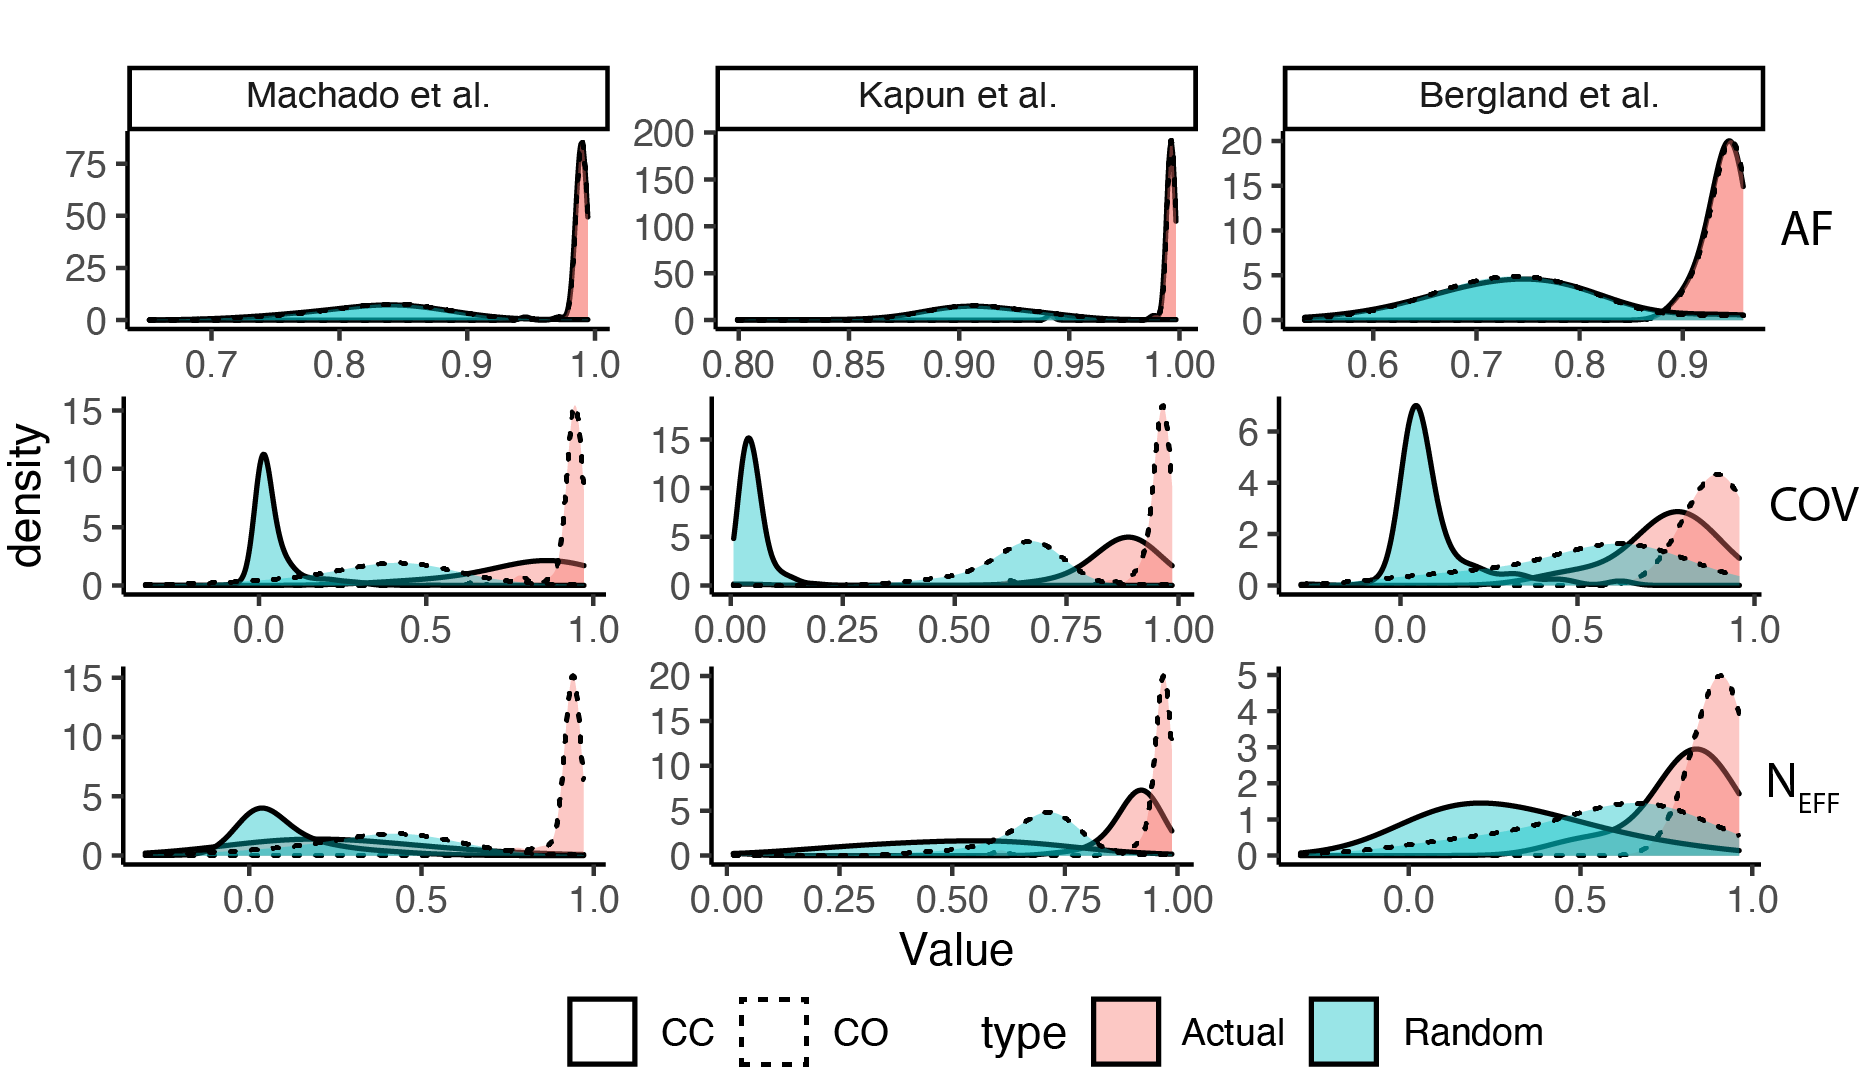 Machado et al. Kapun et al. Bergland et al.
75 50 25 0
200 150 100 50 0
20 15 10 5 0
AF
0.7 0.8 0.9 1.0
0.80 0.85 0.90 0.95 1.00
0.6 0.7 0.8 0.9
density
15 10 5 0
15 10 5 0
6 4 2 0
COV
0.0 0.5 1.0
0.00 0.25 0.50 0.75 1.00
0.0 0.5 1.0
15 10 5 0
20 15 10 5 0
5 4 3 2 1 0
NEFF
0.0 0.5 1.0
0.00 0.25 0.50 0.75 1.00
0.0 0.5 1.0
Value
CC CO type Actual Random